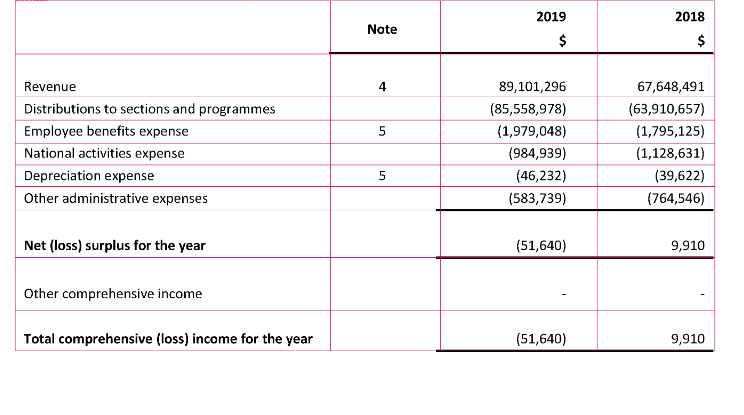 Note 2019 2018
$ $
Revenue 4 89,101,296 67,648,491
Distributions to sections and programmes (85,558,978) (63,910,657)
Employee benefits expense 5 (1,979,048) (1,795,125)
National activities expense (984,939) (1,128,631)
Depreciation expense 5 (46,232) (39,622)
Other administrative expenses (583,739) (764,546)
Net (loss) surplus for the year (51,640) 9,910
Other comprehensive income - -
Total comprehensive (loss) income for the year (51,640) 9,910